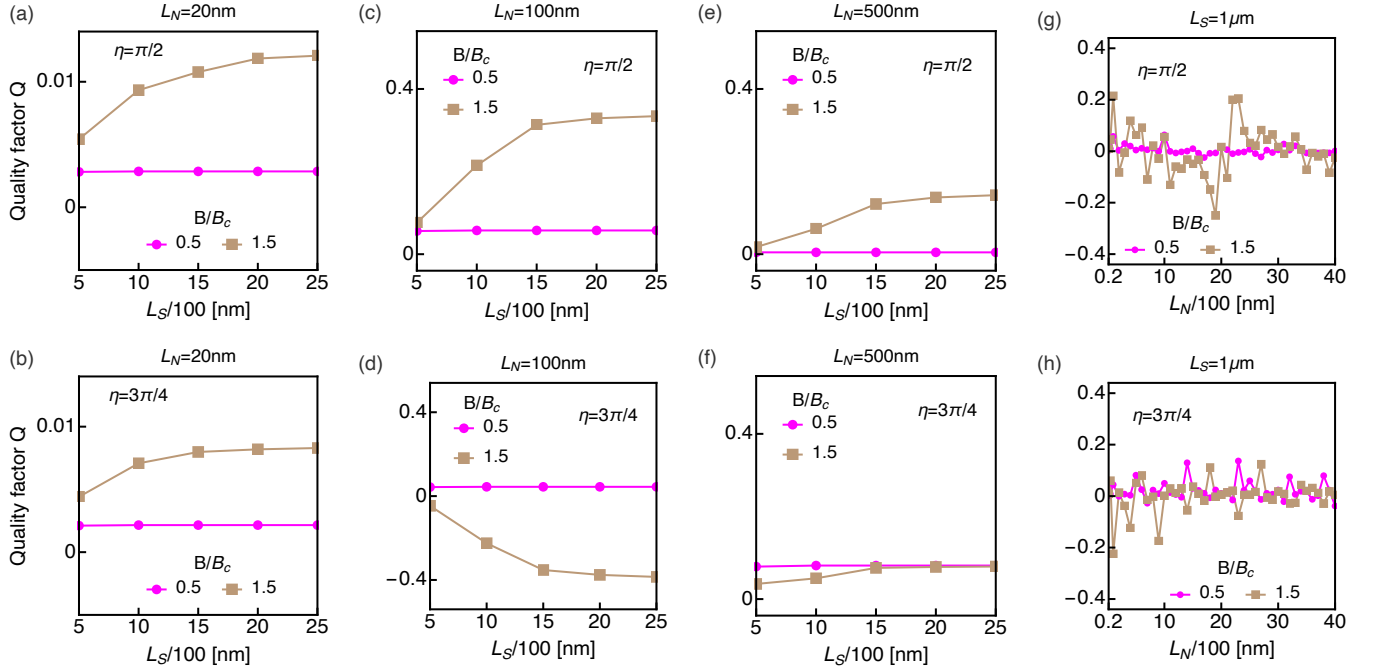 (a)
L_N=20nm
η=π/2
Quality factor Q
0.01
0
B/B_c
0.5
1.5
5
10
15
20
25
L_S/100 [nm]
(c)
L_N=100nm
B/B_c
0.5
1.5
η=π/2
0.4
0
5
10
15
20
25
L_S/100 [nm]
(e)
L_N=500nm
B/B_c
0.5
1.5
η=π/2
0.4
0
5
10
15
20
25
L_S/100 [nm]
(g)
L_S=1μm
η=π/2
0.4
0.2
0
−0.2
−0.4
B/B_c
0.5
1.5
0.2
10
20
30
40
L_N/100 [nm]
(b)
L_N=20nm
η=3π/4
Quality factor Q
0.01
0
B/B_c
0.5
1.5
5
10
15
20
25
L_S/100 [nm]
(d)
L_N=100nm
B/B_c
0.5
1.5
η=3π/4
0.4
0
−0.4
5
10
15
20
25
L_S/100 [nm]
(f)
L_N=500nm
B/B_c
0.5
1.5
η=3π/4
0.4
0
5
10
15
20
25
L_S/100 [nm]
(h)
L_S=1μm
η=3π/4
0.4
0.2
0
−0.2
−0.4
B/B_c
0.5
1.5
0.2
10
20
30
40
L_N/100 [nm]